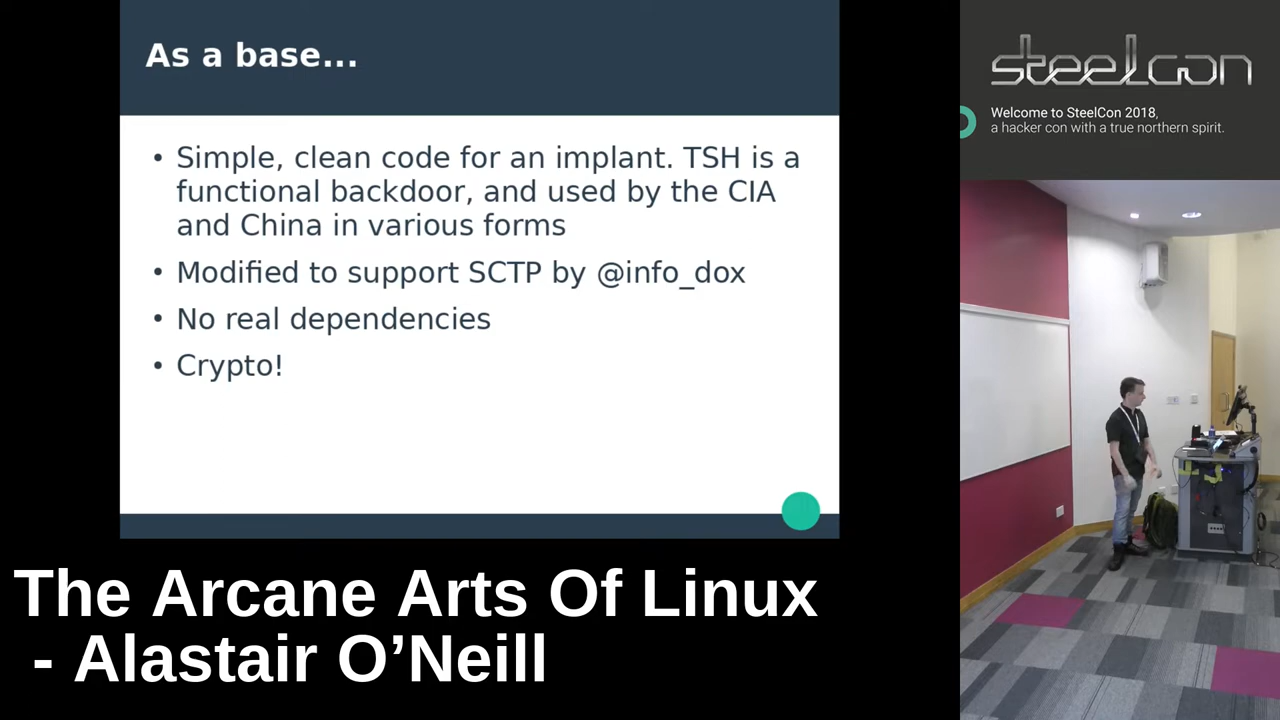 As a base...
• Simple, clean code for an implant. TSH is a
functional backdoor, and used by the CIA
and China in various forms
• Modified to support SCTP by @info_dox
• No real dependencies
• Crypto!
The Arcane Arts Of Linux
- Alastair O’Neill
steelcon
Welcome to SteelCon 2018,
a hacker con with a true northern spirit.